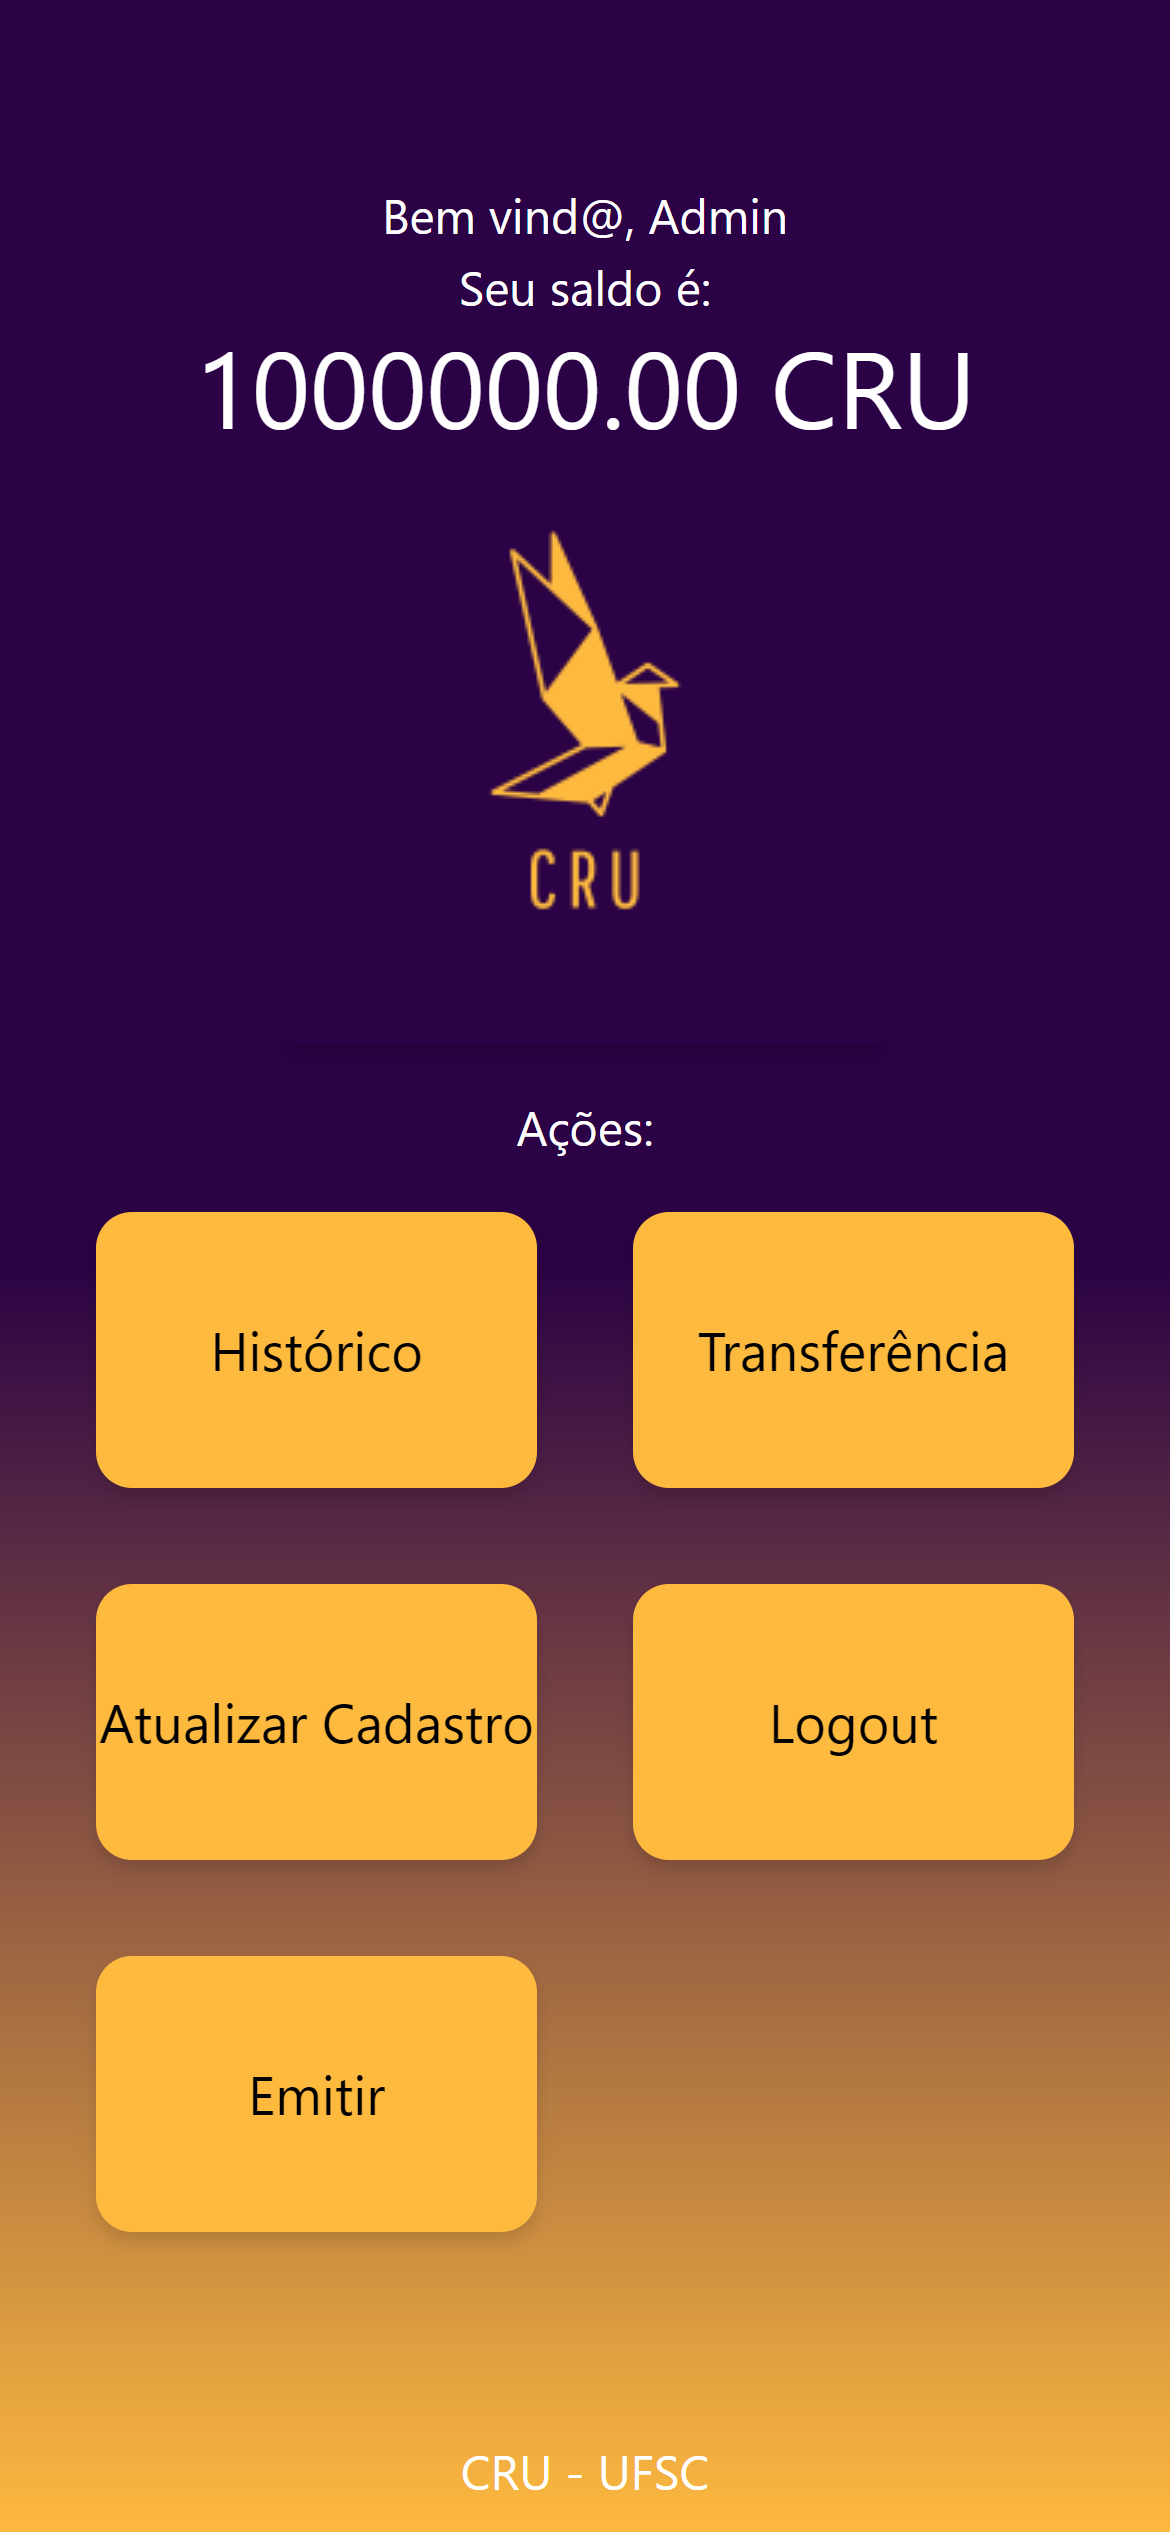 Bem vind@, Admin
Seu saldo é:
1000000.00 CRU
CRU
Ações:
Histórico
Transferência
Atualizar Cadastro
Logout
Emitir
CRU - UFSC